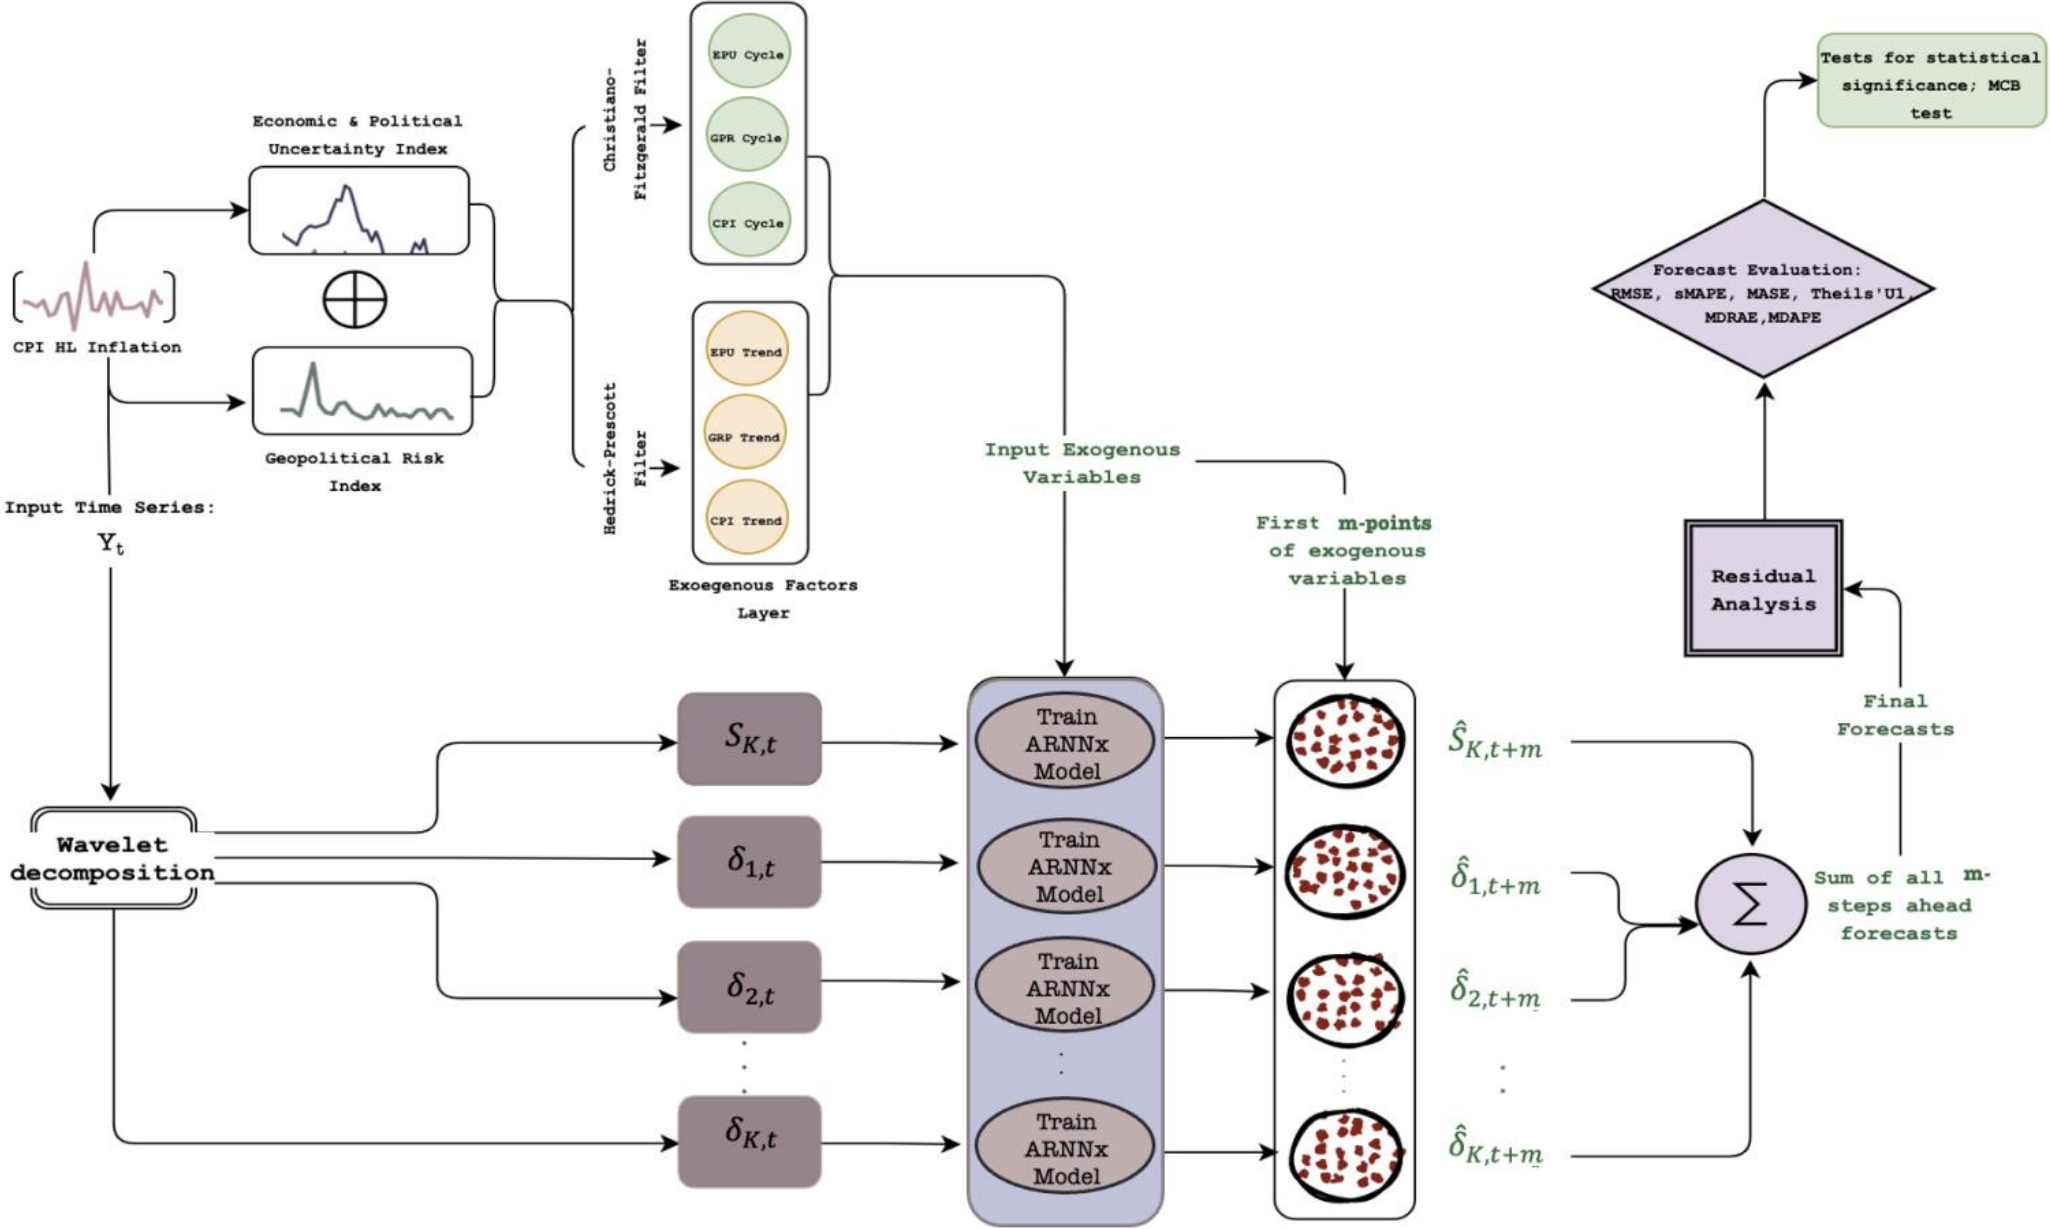 Economic & Political
Uncertainty Index
CPI HL Inflation
Geopolitical Risk
Index
Input Time Series:
Yt
Christiano-
Fitzgerald Filter
Hedrick-Prescott
Filter
EPU Cycle
GPR Cycle
CPI Cycle
EPU Trend
GRP Trend
CPI Trend
Exoegenous Factors
Layer
Input Exogenous
Variables
First m-points
of exogenous
variables
Tests for statistical
significance; MCB
test
Forecast Evaluation:
RMSE, sMAPE, MASE, Theils'U1,
MDRAE,MDAPE
Residual
Analysis
Final
Forecasts
Sum of all m-
steps ahead
forecasts
Σ
Wavelet
decomposition
S_{K,t}
δ_{1,t}
δ_{2,t}
δ_{K,t}
Train
ARNNx
Model
Train
ARNNx
Model
Train
ARNNx
Model
Train
ARNNx
Model
Ŝ_{K,t+m}
δ̂_{1,t+m}
δ̂_{2,t+m}
δ̂_{K,t+m}